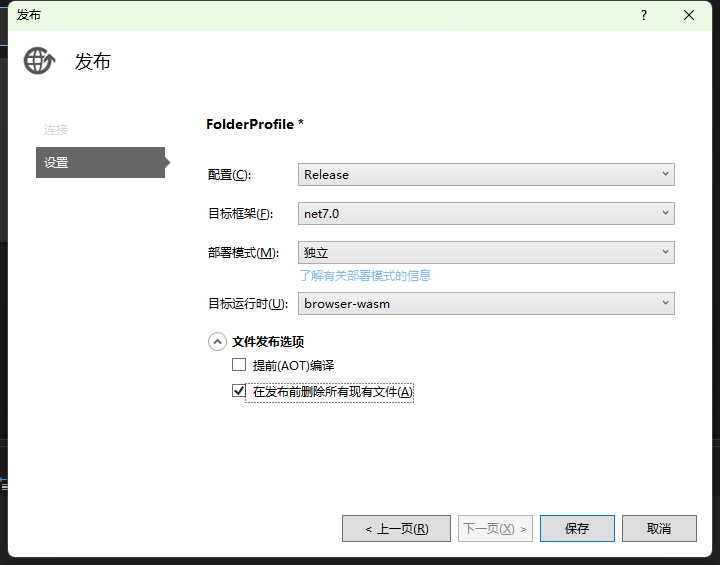 发布
?
发布
连接
设置
FolderProfile *
配置(C): Release
目标框架(F): net7.0
部署模式(M): 独立
了解有关部署模式的信息
目标运行时(U): browser-wasm
文件发布选项
提前(AOT)编译
在发布前删除所有现有文件(A)
< 上一页(R) 下一页(X) > 保存 取消